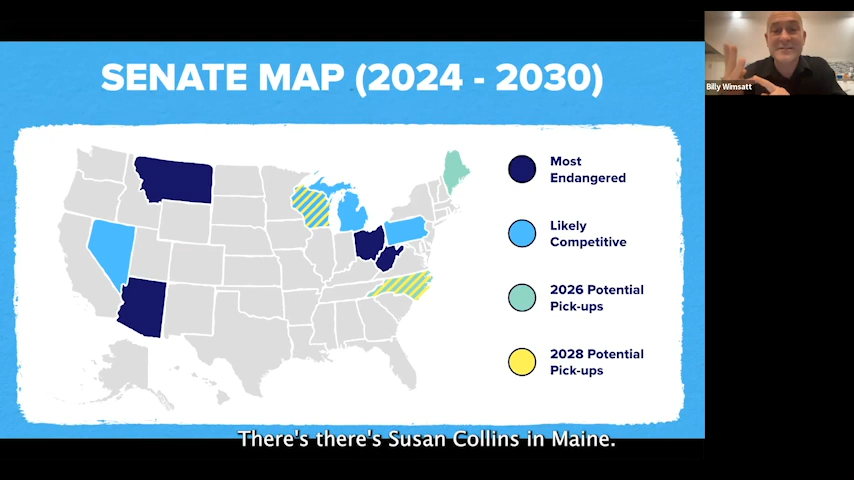 SENATE MAP (2024 - 2030)
Billy Wimsatt
Most
Endangered
Likely
Competitive
2026 Potential
Pick-ups
2028 Potential
Pick-ups
There's there's Susan Collins in Maine.